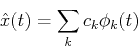 x̂(t) = ∑_k c_k ϕ_k(t)